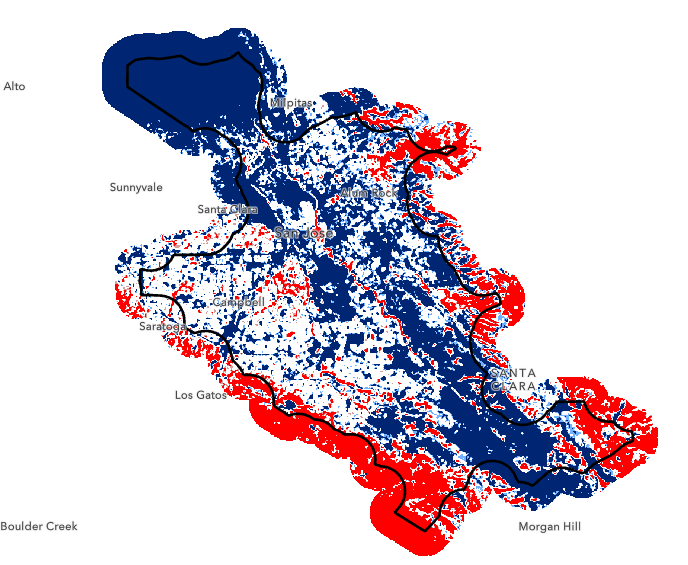 Alto
Milpitas
Sunnyvale
Alum Rock
Santa Clara
San Jose
Campbell
Saratoga
SANTA
CLARA
Los Gatos
Boulder Creek
Morgan Hill